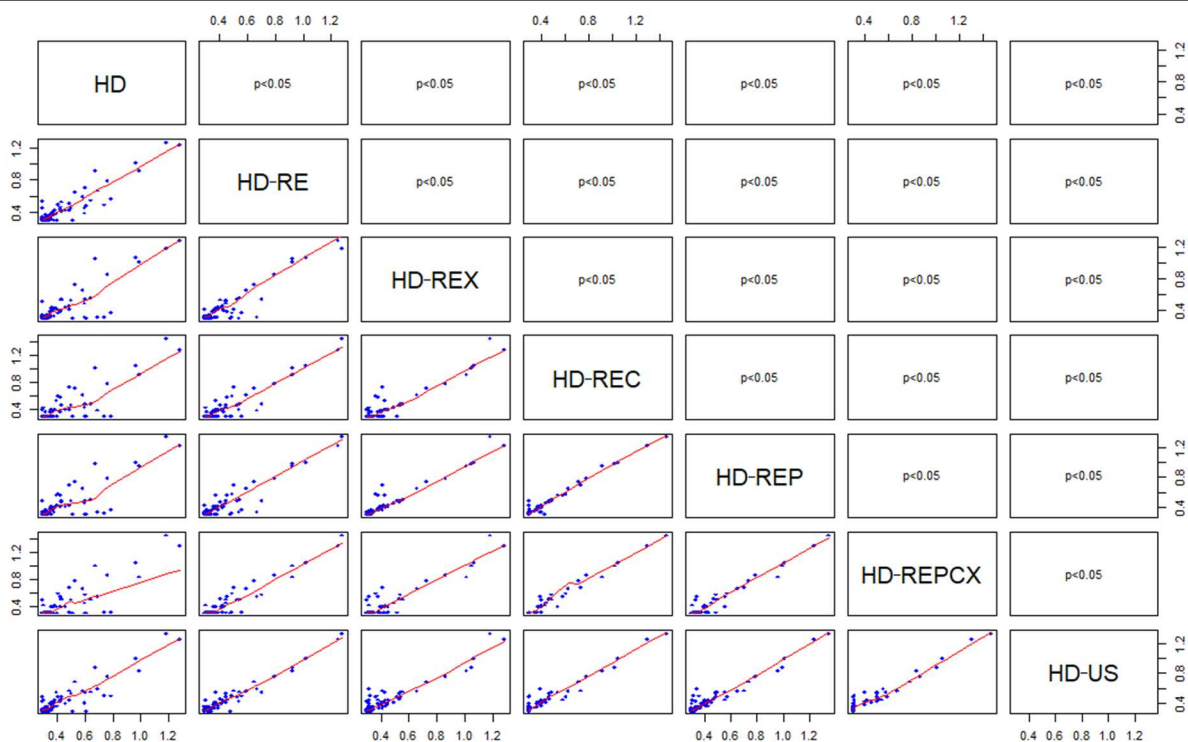 0.4 0.6 0.8 1.0 1.2 0.4 0.8 1.2 0.4 0.8 1.2
HD p<0.05 p<0.05 p<0.05 p<0.05 p<0.05 p<0.05 0.4 0.8 1.2
0.4 0.8 1.2 HD-RE p<0.05 p<0.05 p<0.05 p<0.05 p<0.05
HD-REX p<0.05 p<0.05 p<0.05 p<0.05 0.4 0.8 1.2
0.4 0.8 1.2 HD-REC p<0.05 p<0.05 p<0.05
HD-REP p<0.05 p<0.05 0.4 0.8 1.2
0.4 0.8 1.2 HD-REPCX p<0.05
HD-US 0.4 0.8 1.2
0.4 0.6 0.8 1.0 1.2 0.4 0.6 0.8 1.0 1.2 0.4 0.6 0.8 1.0 1.2 0.4 0.6 0.8 1.0 1.2